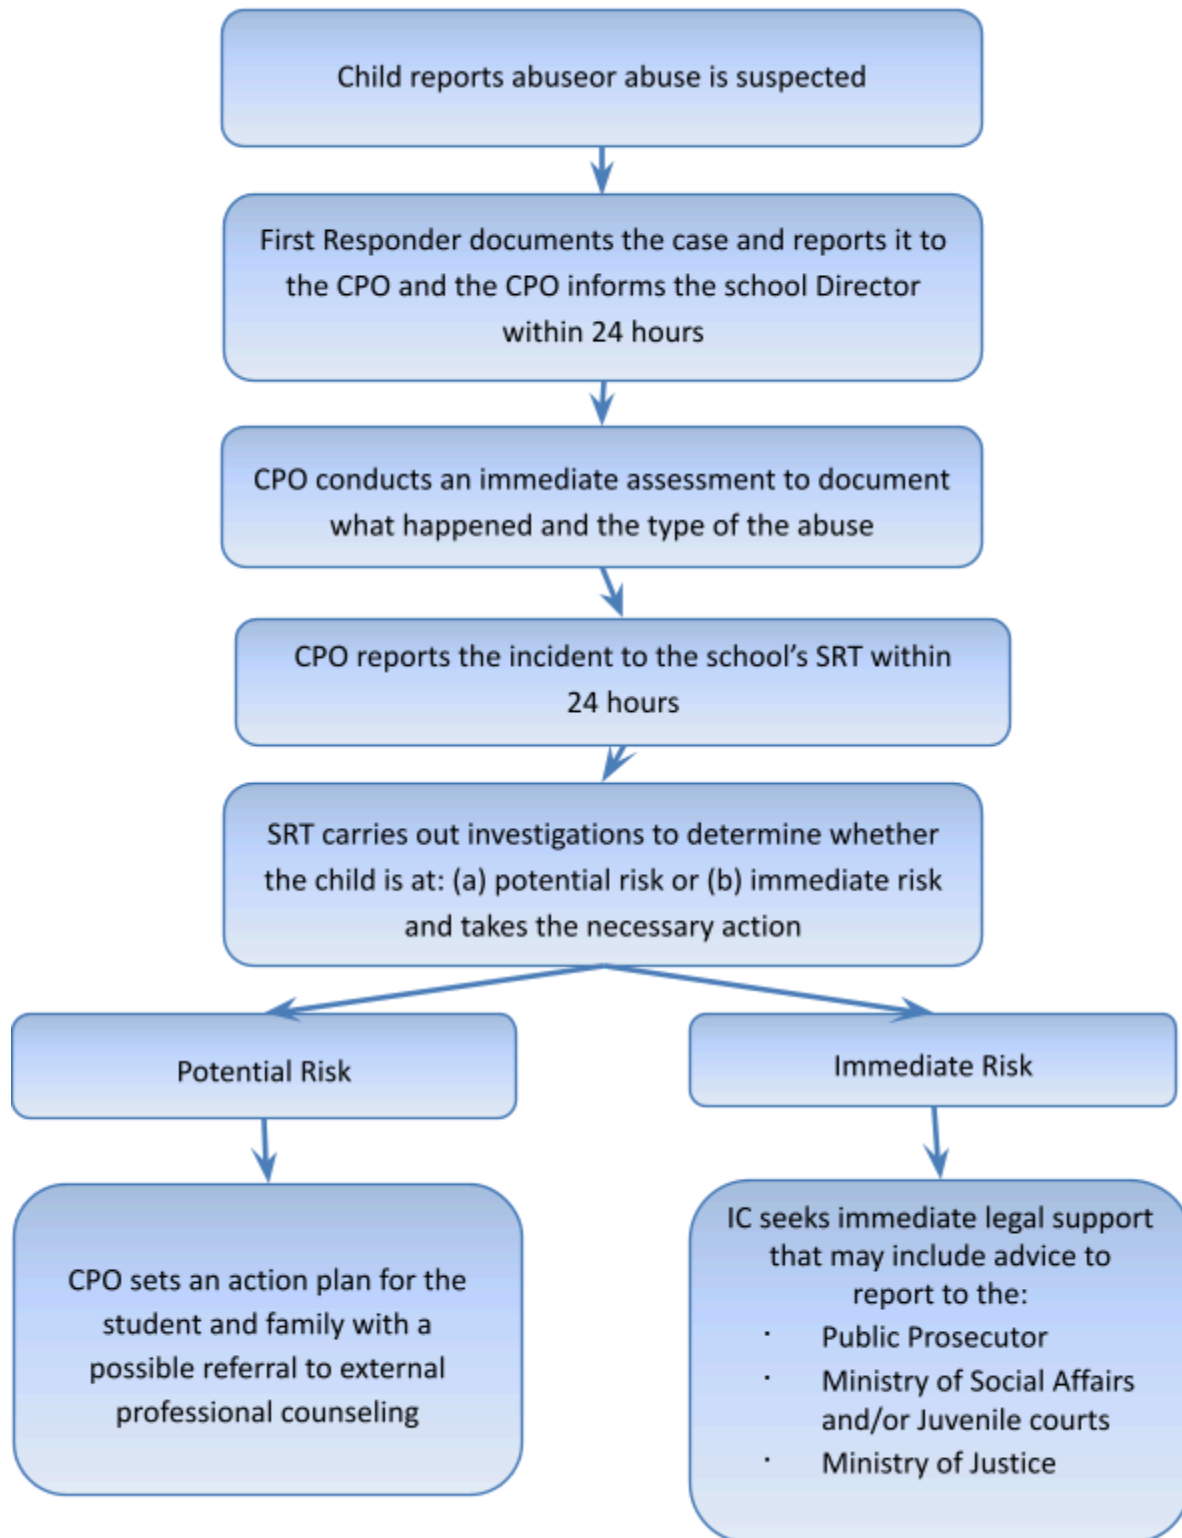 Child reports abuseor abuse is suspected
First Responder documents the case and reports it to
the CPO and the CPO informs the school Director
within 24 hours
CPO conducts an immediate assessment to document
what happened and the type of the abuse
CPO reports the incident to the school’s SRT within
24 hours
SRT carries out investigations to determine whether
the child is at: (a) potential risk or (b) immediate risk
and takes the necessary action
Potential Risk
CPO sets an action plan for the
student and family with a
possible referral to external
professional counseling
Immediate Risk
IC seeks immediate legal support
that may include advice to
report to the:
· Public Prosecutor
· Ministry of Social Affairs
and/or Juvenile courts
· Ministry of Justice